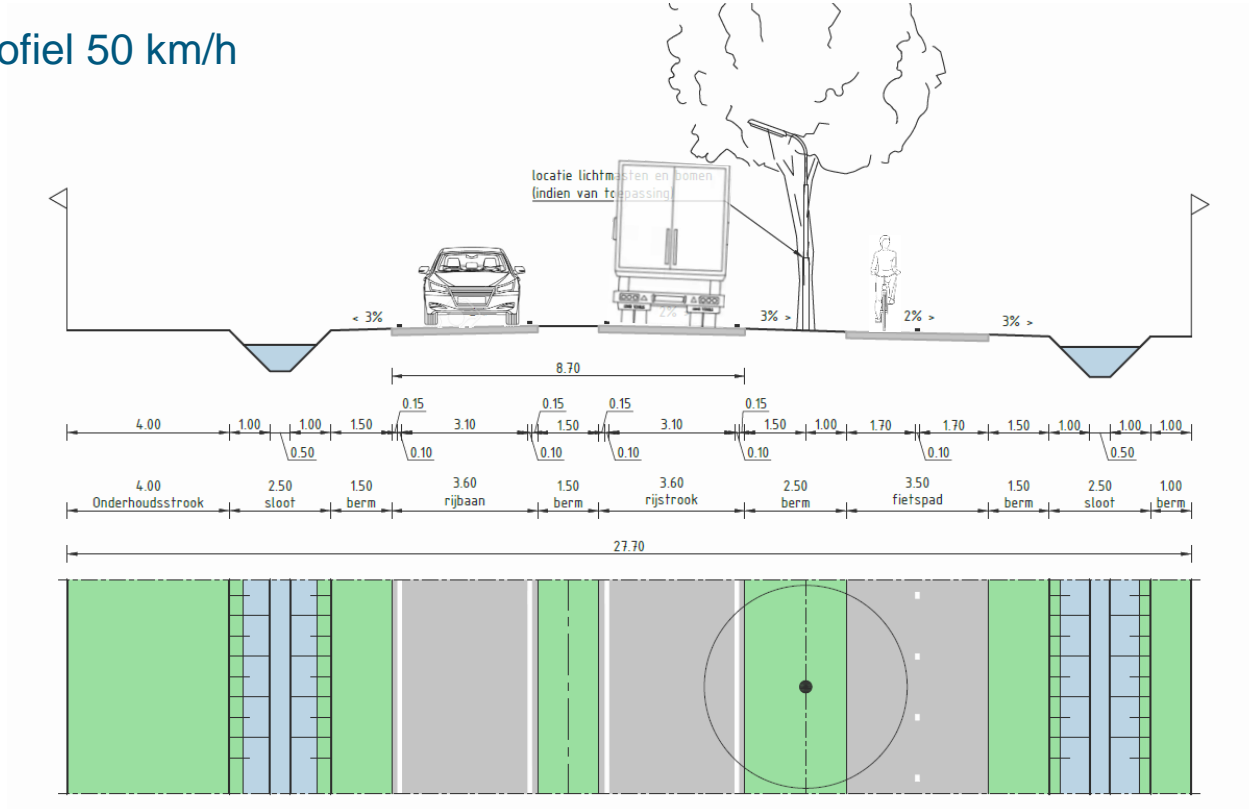 ofiel 50 km/h
locatie lichtmasten en bomen
(indien van toepassing)
< 3%
2%
3% >
2% >
3% >
8.70
0.15 0.15 0.15 0.15
4.00 1.00 1.00 1.50 3.10 1.50 3.10 1.50 1.00 1.70 1.70 1.50 1.00 1.00 1.00
0.50 0.10 0.10 0.10 0.10 0.10 0.50
4.00 2.50 1.50 3.60 1.50 3.60 2.50 3.50 1.50 2.50 1.00
Onderhoudsstrook sloot berm rijbaan berm rijstrook berm fietspad berm sloot berm
27.70